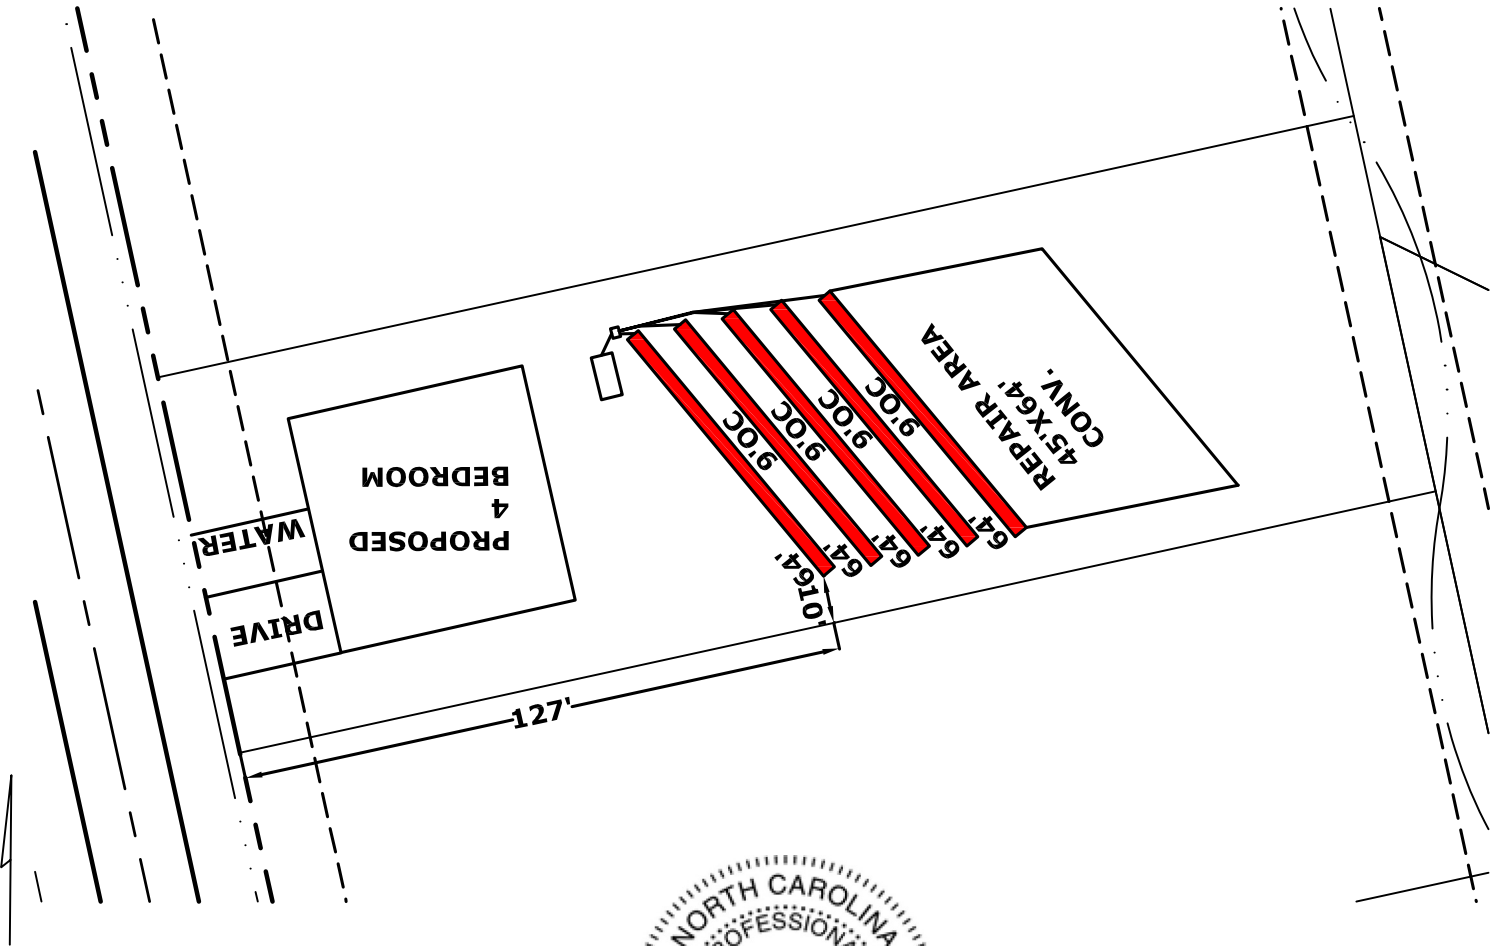 REPAIR AREA
45'X64'
CONV.
9'OC
9'OC
9'OC
9'OC
64'
64'
64'
64'
64'
10'
PROPOSED
4
BEDROOM
WATER
DRIVE
127'
NORTH CAROLINA